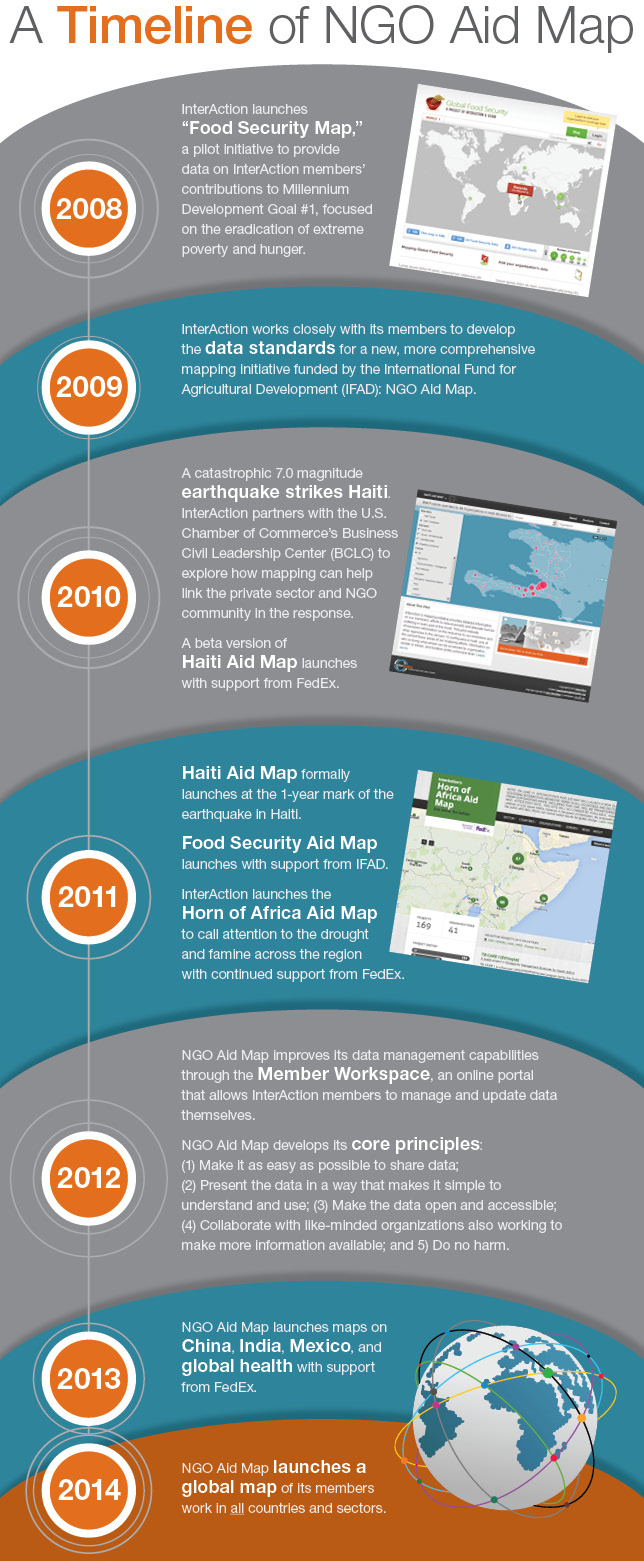 A Timeline of NGO Aid Map
InterAction launches
“Food Security Map,”
a pilot initiative to provide
data on InterAction members’
contributions to Millennium
Development Goal #1, focused
on the eradication of extreme
poverty and hunger.
Global Food Security
Login
2008
InterAction works closely with its members to develop
the data standards for a new, more comprehensive
mapping initiative funded by the International Fund for
Agricultural Development (IFAD): NGO Aid Map.
2009
A catastrophic 7.0 magnitude
earthquake strikes Haiti.
InterAction partners with the U.S.
Chamber of Commerce’s Business
Civil Leadership Center (BCLC) to
explore how mapping can help
link the private sector and NGO
community in the response.
A beta version of
Haiti Aid Map launches
with support from FedEx.
2010
Haiti Aid Map formally
launches at the 1-year mark of the
earthquake in Haiti.
Food Security Aid Map
launches with support from IFAD.
InterAction launches the
Horn of Africa Aid Map
to call attention to the drought
and famine across the region
with continued support from FedEx.
Horn of
Africa Aid
Map
FedEx
Ethiopia
169
41
2011
NGO Aid Map improves its data management capabilities
through the Member Workspace, an online portal
that allows InterAction members to manage and update data
themselves.
NGO Aid Map develops its core principles:
(1) Make it as easy as possible to share data;
(2) Present the data in a way that makes it simple to
understand and use; (3) Make the data open and accessible;
(4) Collaborate with like-minded organizations also working to
make more information available; and 5) Do no harm.
2012
NGO Aid Map launches maps on
China, India, Mexico, and
global health with support
from FedEx.
2013
NGO Aid Map launches a
global map of its members
work in all countries and sectors.
2014